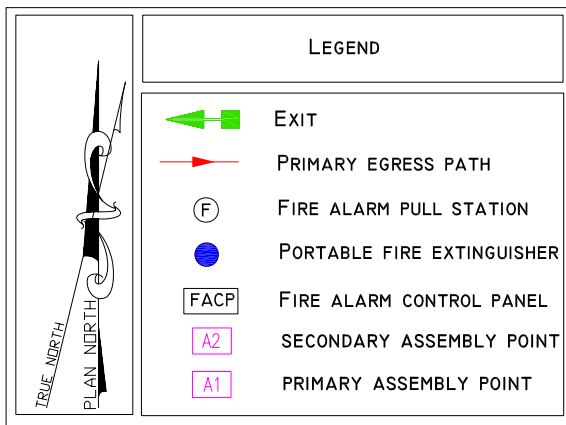 LEGEND
EXIT
PRIMARY EGRESS PATH
F FIRE ALARM PULL STATION
PORTABLE FIRE EXTINGUISHER
FACP FIRE ALARM CONTROL PANEL
A2 SECONDARY ASSEMBLY POINT
A1 PRIMARY ASSEMBLY POINT
TRUE NORTH
PLAN NORTH